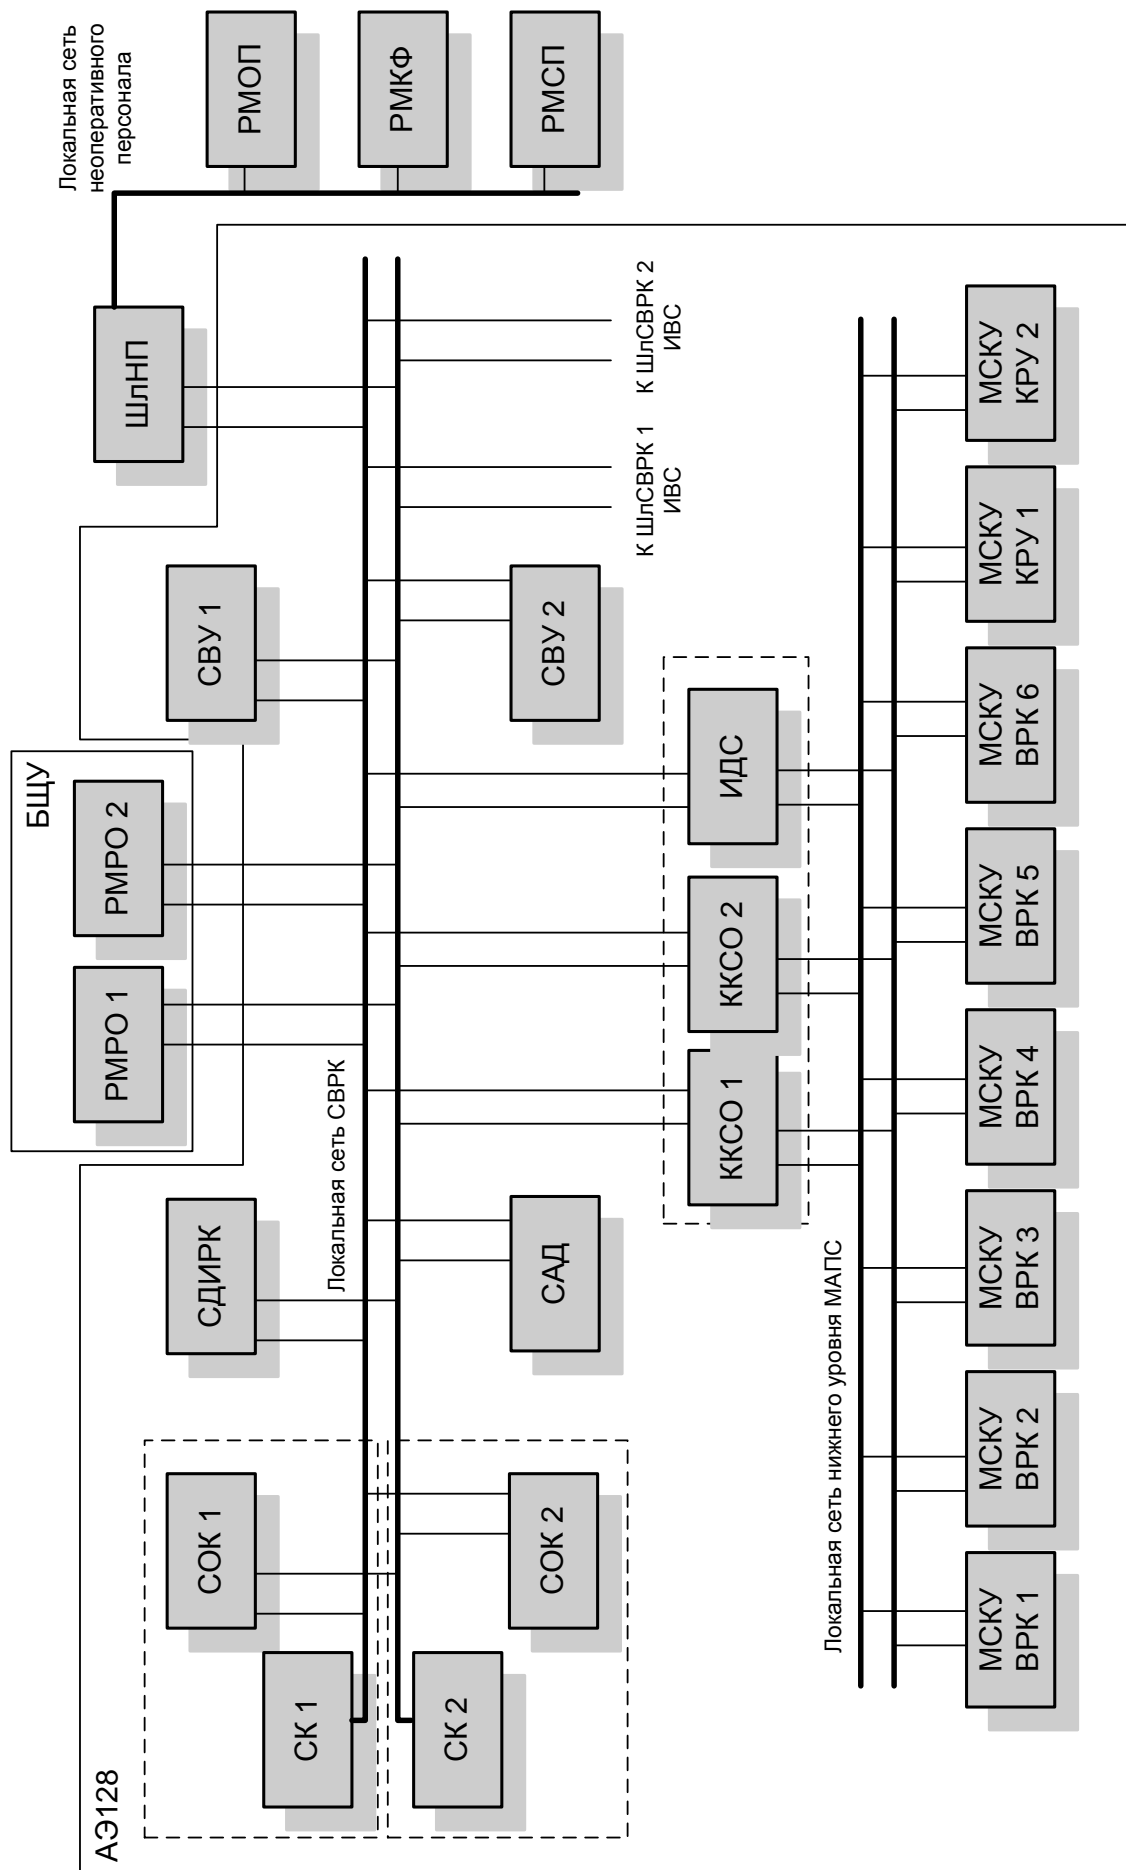 АЭ128
БЩУ
РМРО 1
РМРО 2
Локальная сеть
неоперативного
персонала
ШлНП
РМОП
РМКФ
РМСП
СК 1
СОК 1
СДИРК
СВУ 1
Локальная сеть СВРК
СК 2
СОК 2
САД
СВУ 2
К ШлСВРК 1
ИВС
К ШлСВРК 2
ИВС
ККСО 1
ККСО 2
ИДС
Локальная сеть нижнего уровня МАПС
МСКУ
ВРК 1
МСКУ
ВРК 2
МСКУ
ВРК 3
МСКУ
ВРК 4
МСКУ
ВРК 5
МСКУ
ВРК 6
МСКУ
КРУ 1
МСКУ
КРУ 2